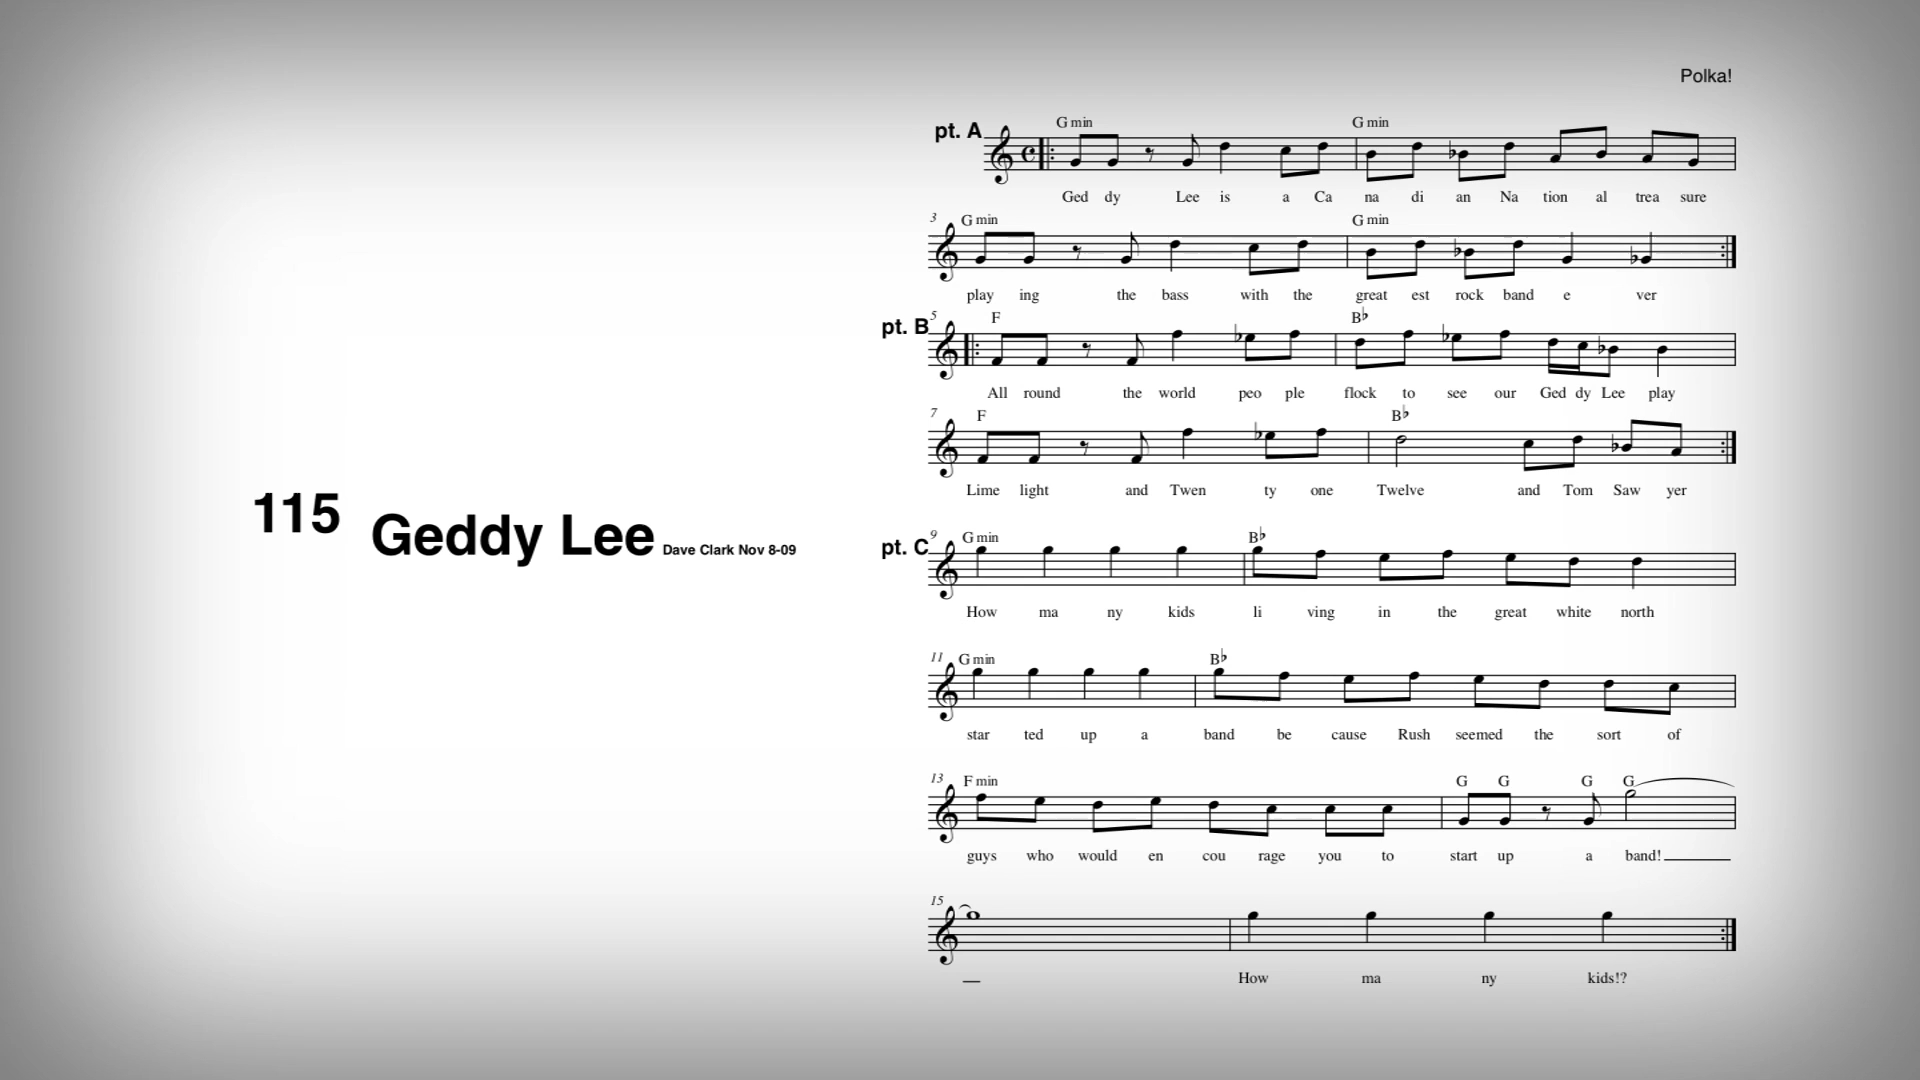 Polka!
115 Geddy Lee Dave Clark Nov 8-09
pt. A
G min G min
Ged dy Lee is a Ca na di an Na tion al trea sure
3 G min G min
play ing the bass with the great est rock band e ver
pt. B
5 F B♭
All round the world peo ple flock to see our Ged dy Lee play
7 F B♭
Lime light and Twen ty one Twelve and Tom Saw yer
pt. C
9 G min B♭
How ma ny kids li ving in the great white north
11 G min B♭
star ted up a band be cause Rush seemed the sort of
13 F min G G G G
guys who would en cou rage you to start up a band!
15
How ma ny kids!?